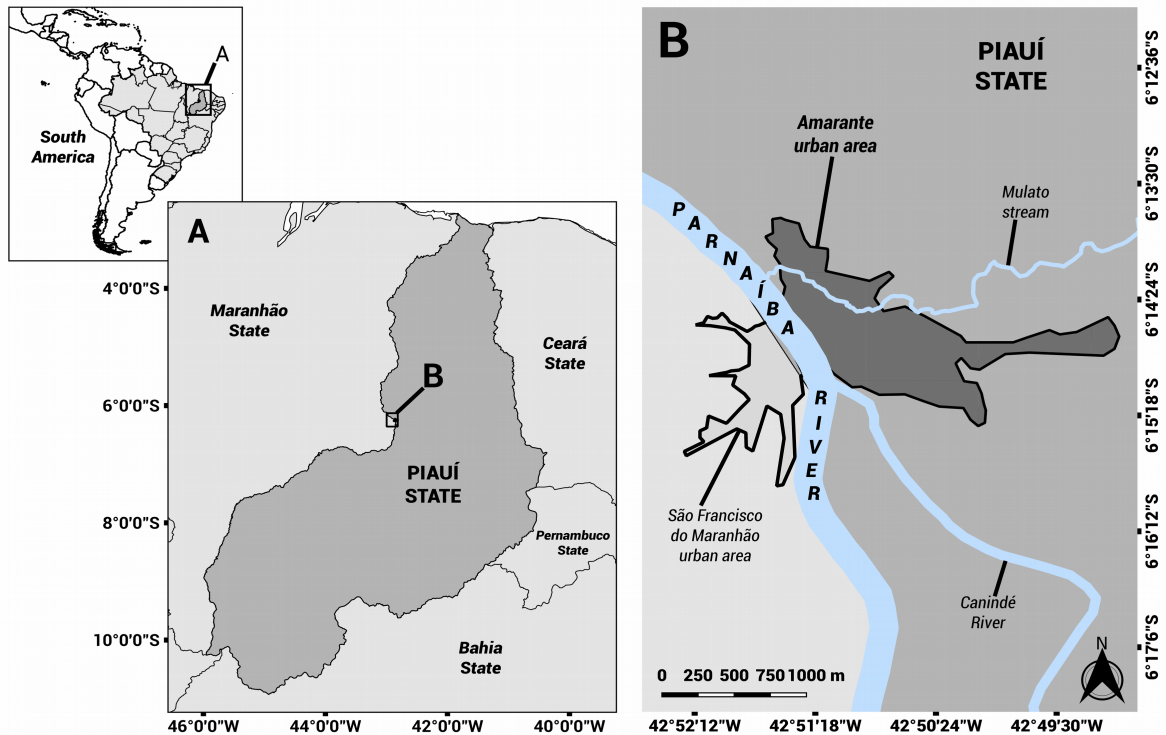 A
South
America
A
Maranhão
State
Ceará
State
B
PIAUÍ
STATE
Pernambuco
State
Bahia
State
4°0'0"S
6°0'0"S
8°0'0"S
10°0'0"S
46°0'W
44°0'W
42°0'W
40°0'W
B
PIAUÍ
STATE
Amarante
urban area
Mulato
stream
PARNAÍBA
RIVER
São Francisco
do Maranhão
urban area
Canindé
River
N
0 250 500 750 1000 m
6°12'36"S
6°13'30"S
6°14'24"S
6°15'18"S
6°16'12"S
6°17'6"S
42°52'12"W
42°51'18"W
42°50'24"W
42°49'30"W